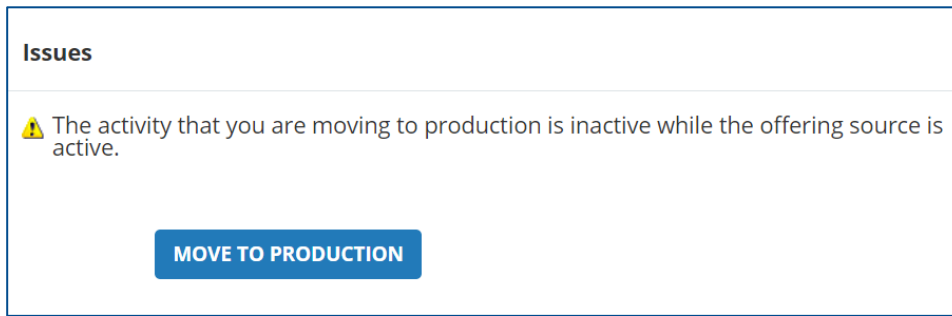 Issues
The activity that you are moving to production is inactive while the offering source is
active.
MOVE TO PRODUCTION